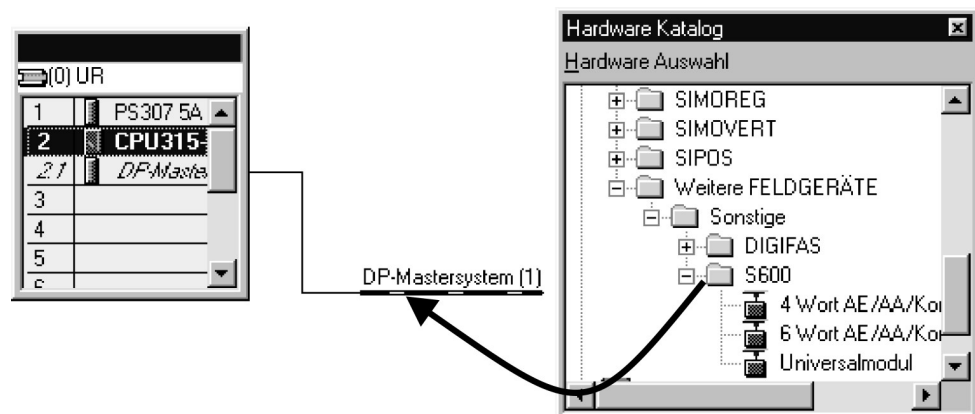 (0) UR
1 PS307 5A
2 CPU315-
2.1 DP-Maste
3
4
5
DP-Mastersystem (1)
Hardware Katalog
Hardware Auswahl
SIMOREG
SIMOVERT
SIPOS
Weitere FELDGERÄTE
Sonstige
DIGIFAS
S600
4 Wort AE/AA/Kon
6 Wort AE/AA/Kon
Universalmodul